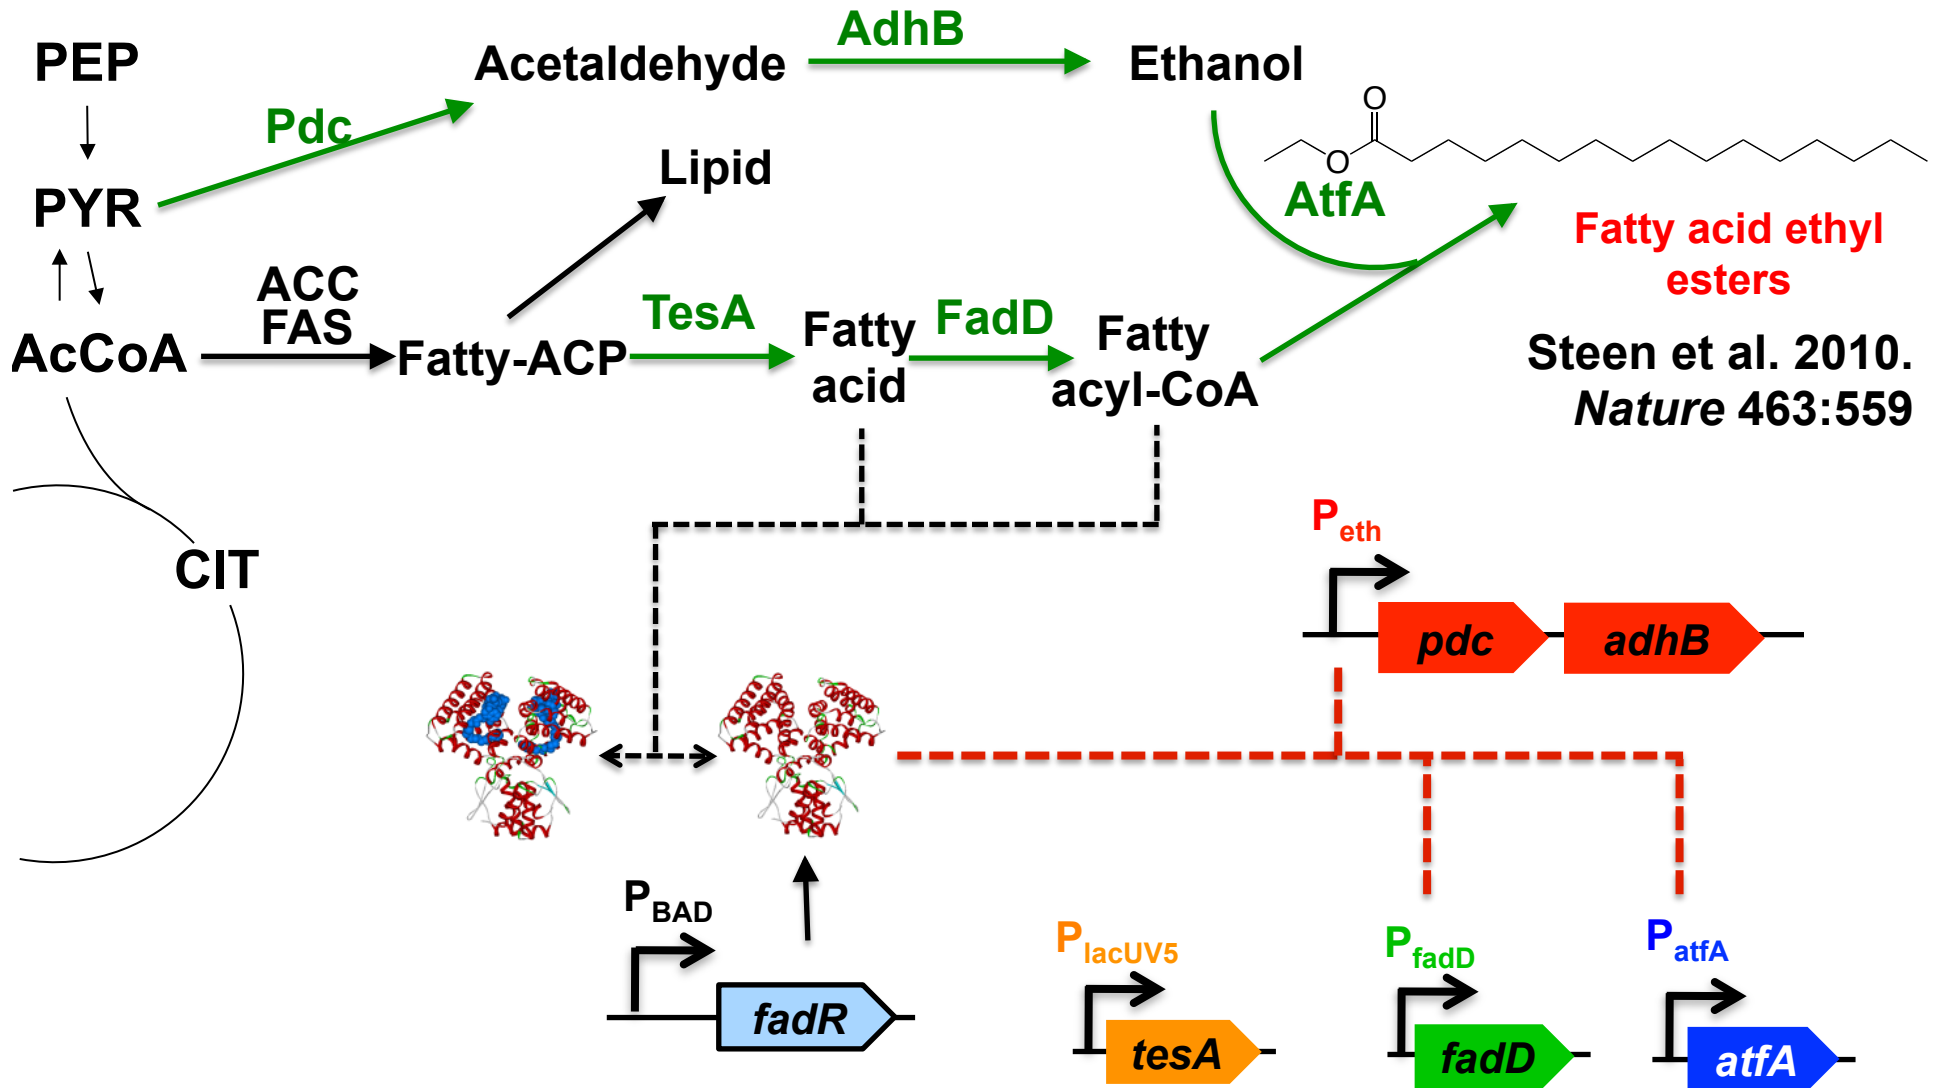 PEP
Acetaldehyde
AdhB
Ethanol
Pdc
O
O
Lipid
PYR
AtfA
Fatty acid ethyl
esters
ACC
FAS
AcCoA
Fatty-ACP
TesA
Fatty
acid
FadD
Fatty
acyl-CoA
Steen et al. 2010.
Nature 463:559
CIT
Peth
pdc
adhB
PBAD
fadR
PlacUV5
tesA
PfadD
fadD
PatfA
atfA